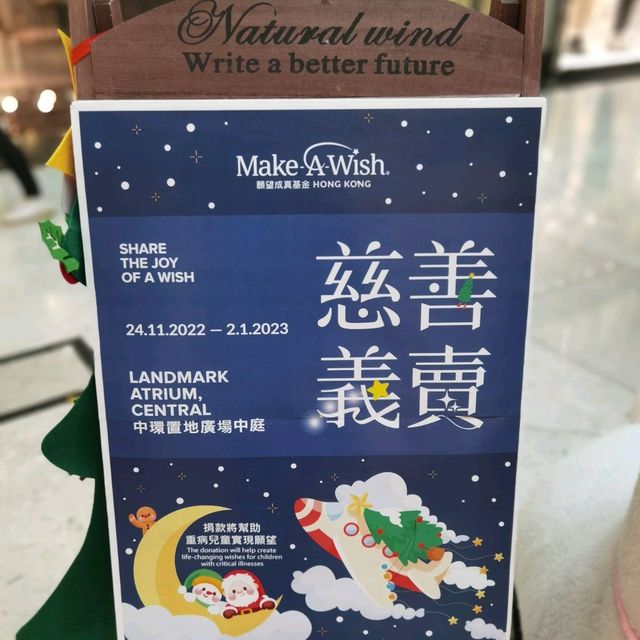 Natural wind
Write a better future
Make-A-Wish®
願望成真基金 HONG KONG
SHARE
THE JOY
OF A WISH
慈善
義賣
24.11.2022 — 2.1.2023
LANDMARK
ATRIUM,
CENTRAL
中環置地廣場中庭
捐款將幫助
重病兒童實現願望
The donation will help create
life-changing wishes for children
with critical illnesses